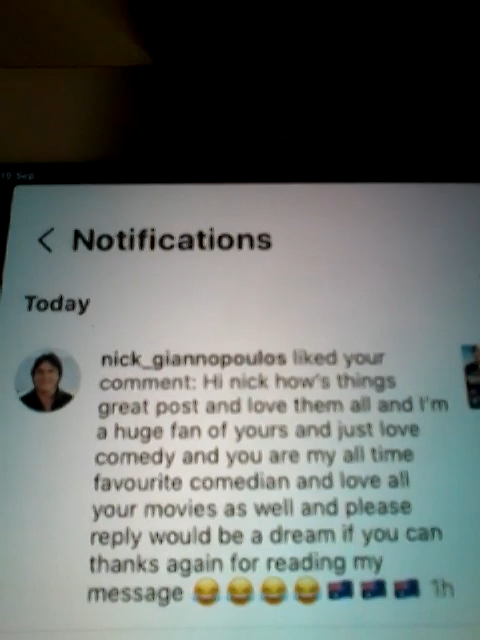 10 Sep
< Notifications
Today
nick_giannopoulos liked your
comment: Hi nick how's things
great post and love them all and I'm
a huge fan of yours and just love
comedy and you are my all time
favourite comedian and love all
your movies as well and please
reply would be a dream if you can
thanks again for reading my
message 😂😂😂😂🇦🇺🇦🇺🇦🇺 1h